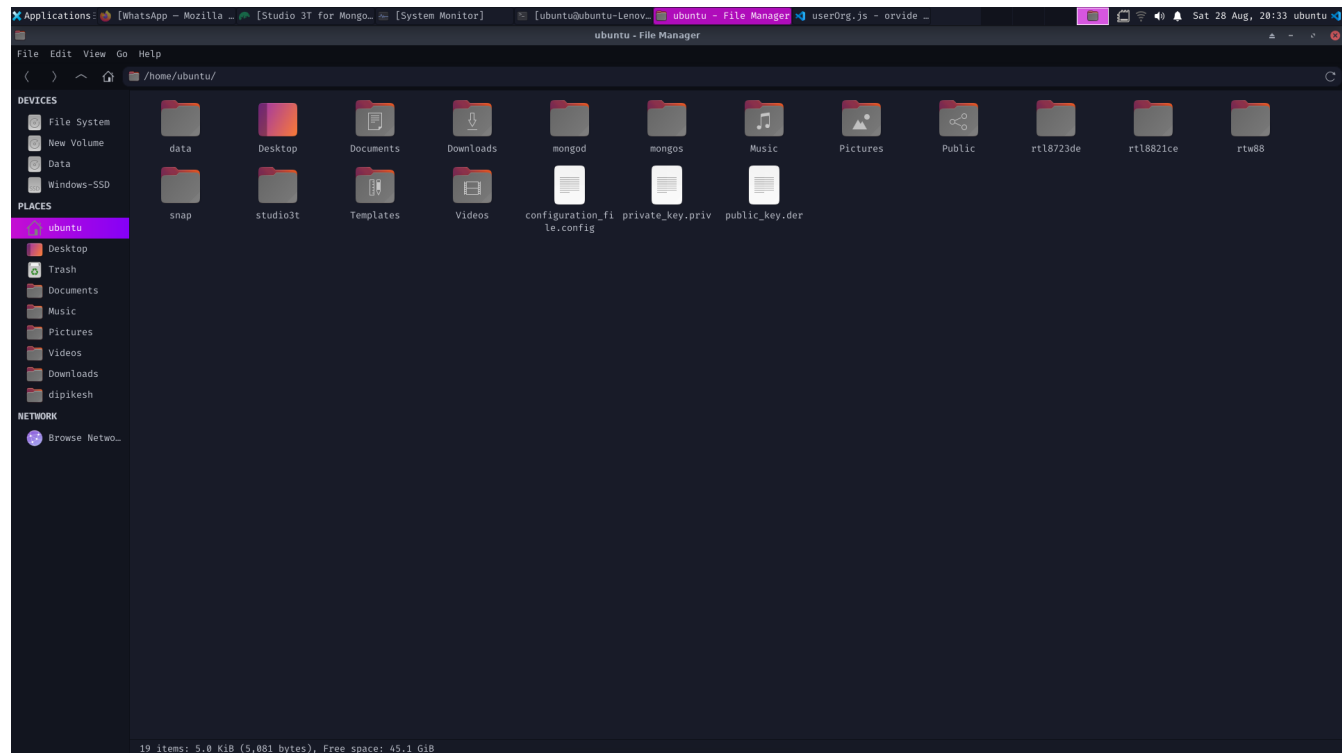 Applications [WhatsApp — Mozilla … [Studio 3T for Mongo… [System Monitor] [ubuntu@ubuntu-Lenov… ubuntu - File Manager userOrg.js - orvide … Sat 28 Aug, 20:33 ubuntu
ubuntu - File Manager
File Edit View Go Help
/home/ubuntu/
DEVICES
File System
New Volume
Data
Windows-SSD
PLACES
ubuntu
Desktop
Trash
Documents
Music
Pictures
Videos
Downloads
dipikesh
NETWORK
Browse Netwo…
data Desktop Documents Downloads mongod mongos Music Pictures Public rtl8723de rtl8821ce rtw88
snap studio3t Templates Videos configuration_fi private_key.priv public_key.der
le.config
19 items: 5.0 KiB (5,081 bytes), Free space: 45.1 GiB